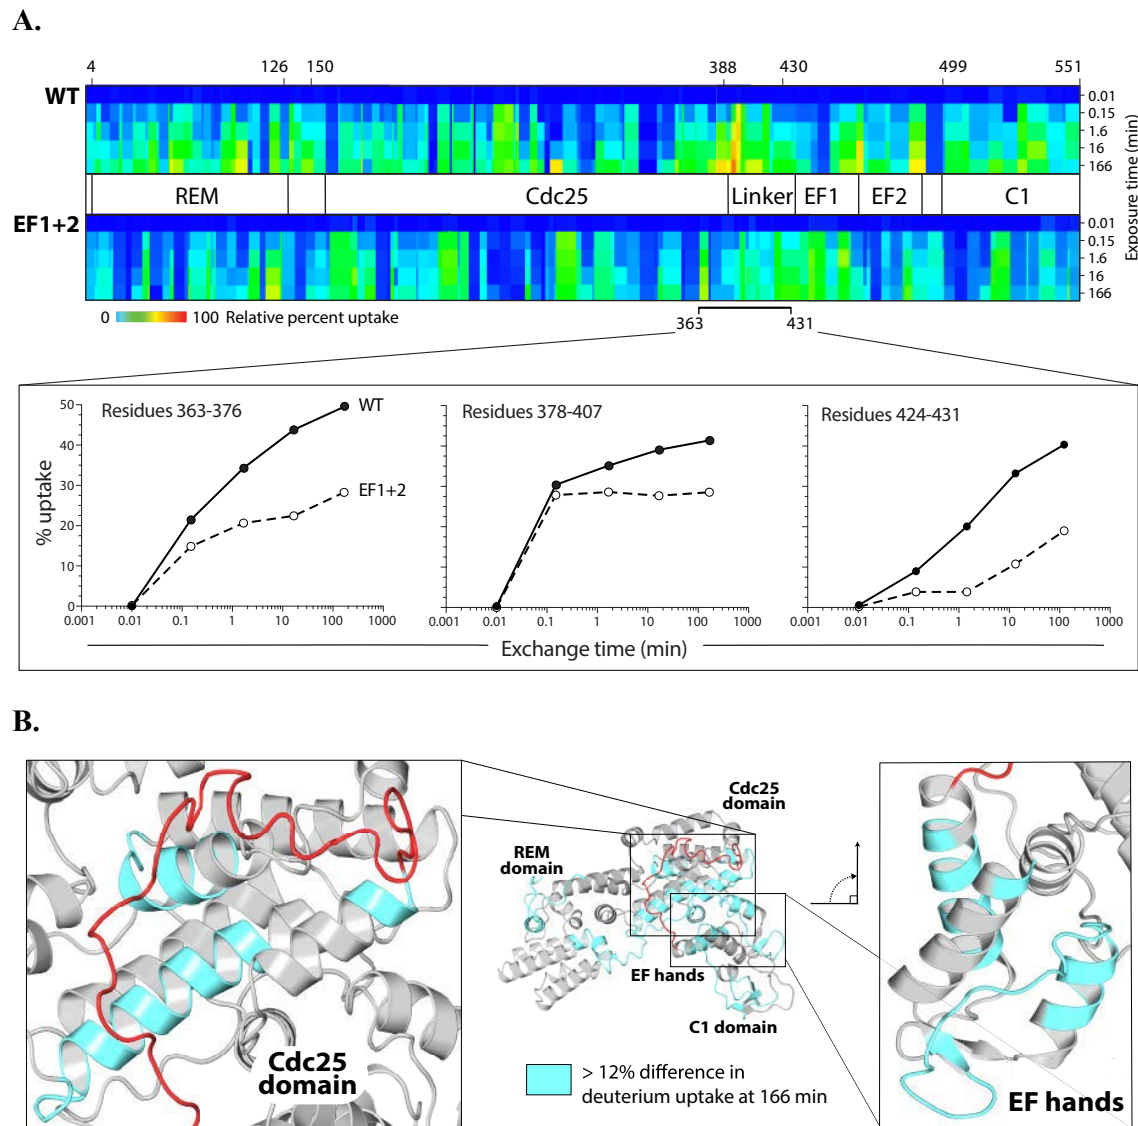 A.
4 126 150 388 430 499 551
WT
0.01
0.15
1.6
16
166
Exposure time (min)
REM Cdc25 Linker EF1 EF2 C1
EF1+2
0.01
0.15
1.6
16
166
0 100 Relative percent uptake
363 431
% uptake
50
40
30
20
10
0
Residues 363-376
WT
EF1+2
0.001 0.01 0.1 1 10 100 1000
Residues 378-407
0.001 0.01 0.1 1 10 100 1000
Residues 424-431
0.001 0.01 0.1 1 10 100 1000
Exchange time (min)
B.
Cdc25
domain
REM
domain
Cdc25
domain
EF hands
C1 domain
> 12% difference in
deuterium uptake at 166 min
EF hands